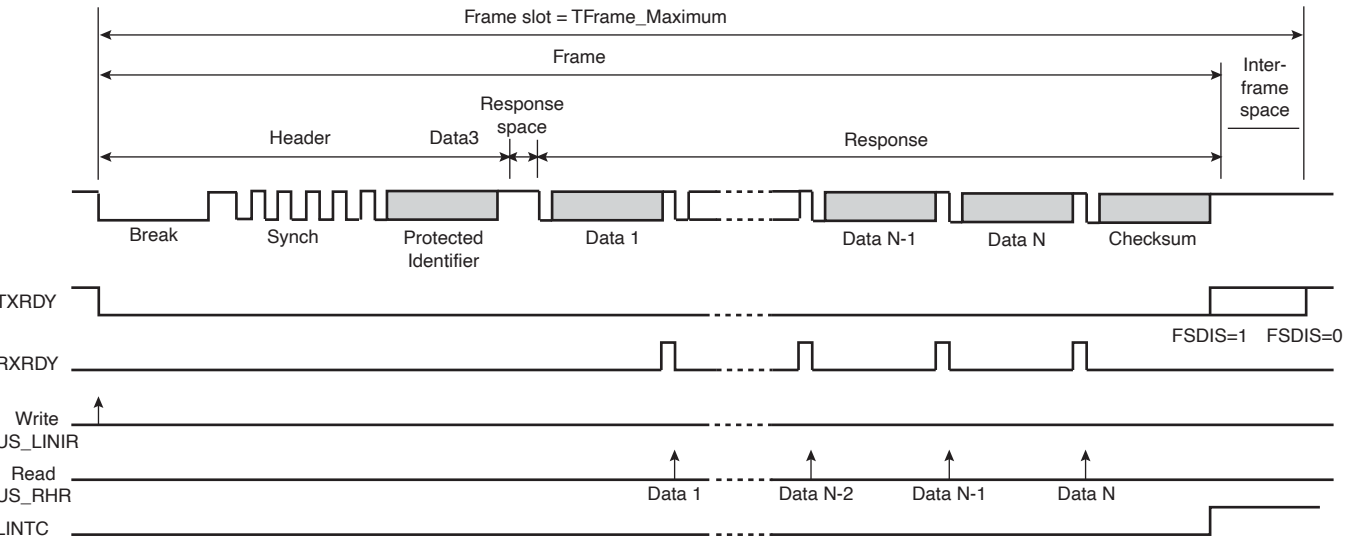 Frame slot = TFrame_Maximum
Frame
Inter-
frame
space
Response
space
Header
Data3
Response
Break
Synch
Protected
Identifier
Data 1
Data N-1
Data N
Checksum
TXRDY
FSDIS=1
FSDIS=0
RXRDY
Write
US_LINIR
Read
US_RHR
Data 1
Data N-2
Data N-1
Data N
LINTC